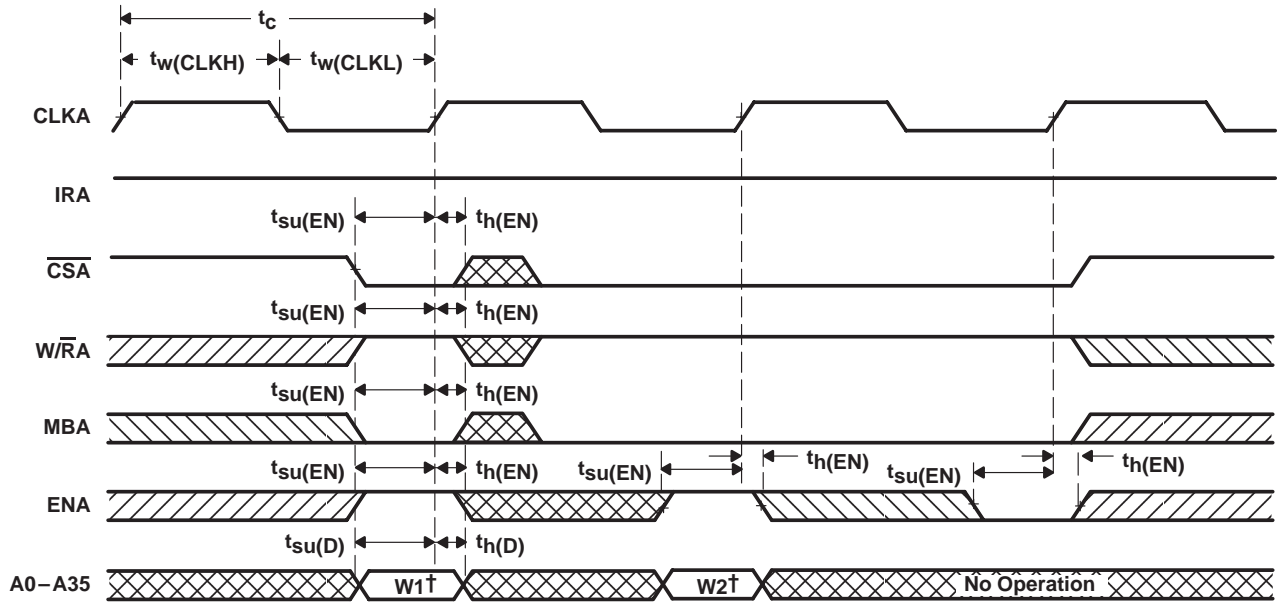 tc
tw(CLKH)
tw(CLKL)
CLKA
IRA
tsu(EN)
th(EN)
CSA
tsu(EN)
th(EN)
W/RA
tsu(EN)
th(EN)
MBA
tsu(EN)
th(EN)
tsu(EN)
th(EN)
tsu(EN)
th(EN)
ENA
tsu(D)
th(D)
A0–A35
W1†
W2†
No Operation